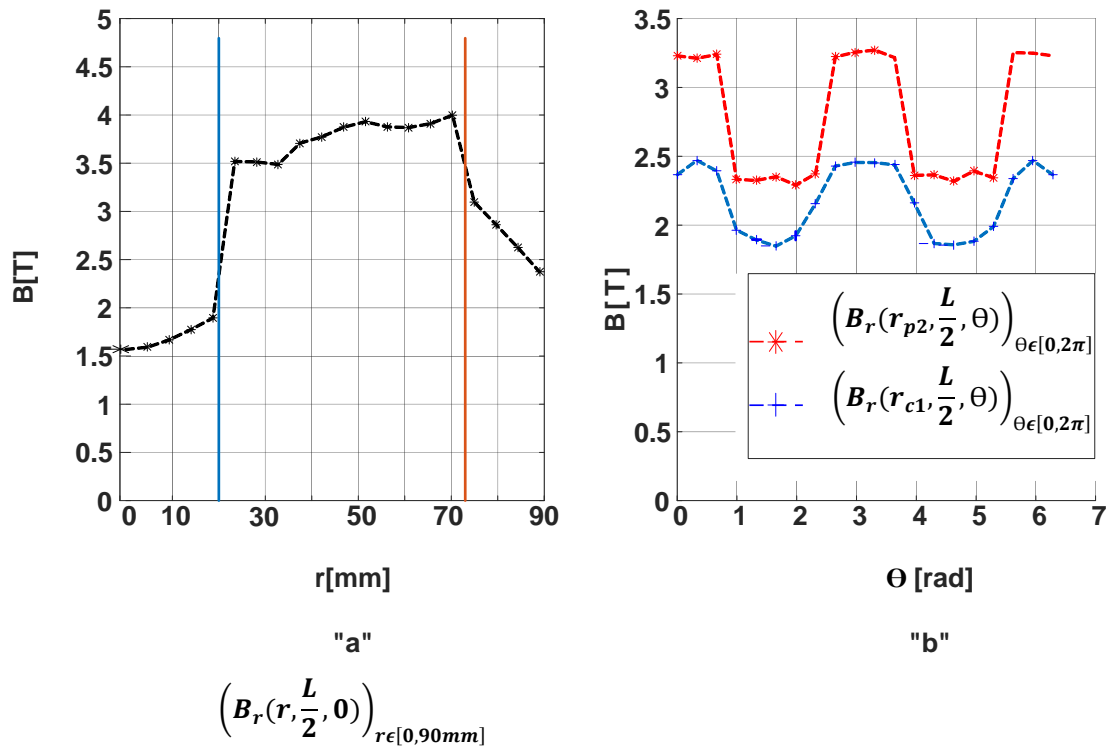 5
4.5
4
3.5
3
2.5
2
1.5
1
0.5
0
B[T]
0 10 30 50 70 90
r[mm]
"a"
(B_r(r, L/2, 0))_{rϵ[0,90mm]}
3.5
3
2.5
2
1.5
1
0.5
0
B[T]
(B_r(r_{p2}, L/2, Θ))_{Θϵ[0,2π]}
(B_r(r_{c1}, L/2, Θ))_{Θϵ[0,2π]}
0 1 2 3 4 5 6 7
Θ [rad]
"b"